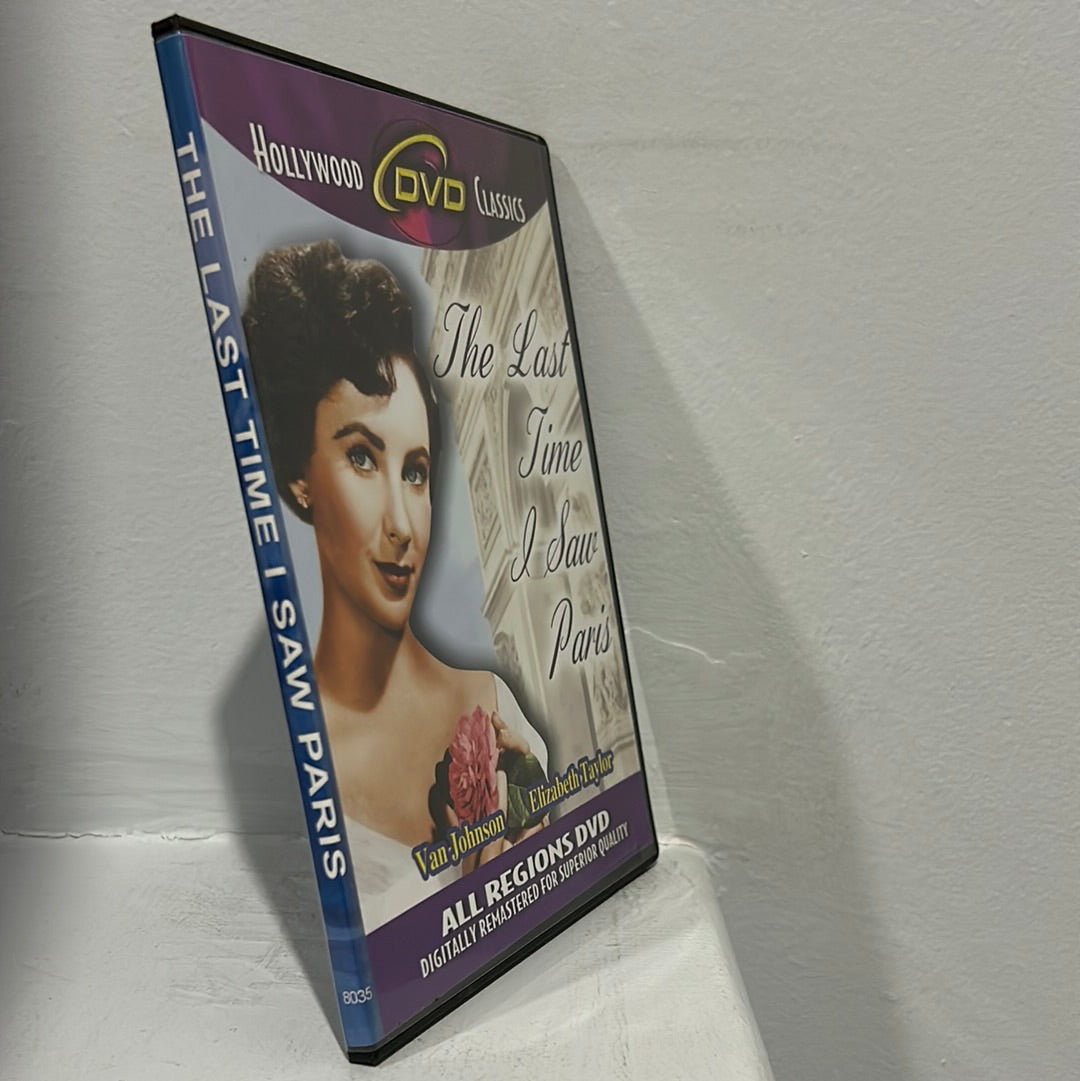 THE LAST TIME I SAW PARIS
8035
HOLLYWOOD DVD CLASSICS
The Last
Time
I Saw
Paris
Van Johnson Elizabeth Taylor
ALL REGIONS DVD
DIGITALLY REMASTERED FOR SUPERIOR QUALITY